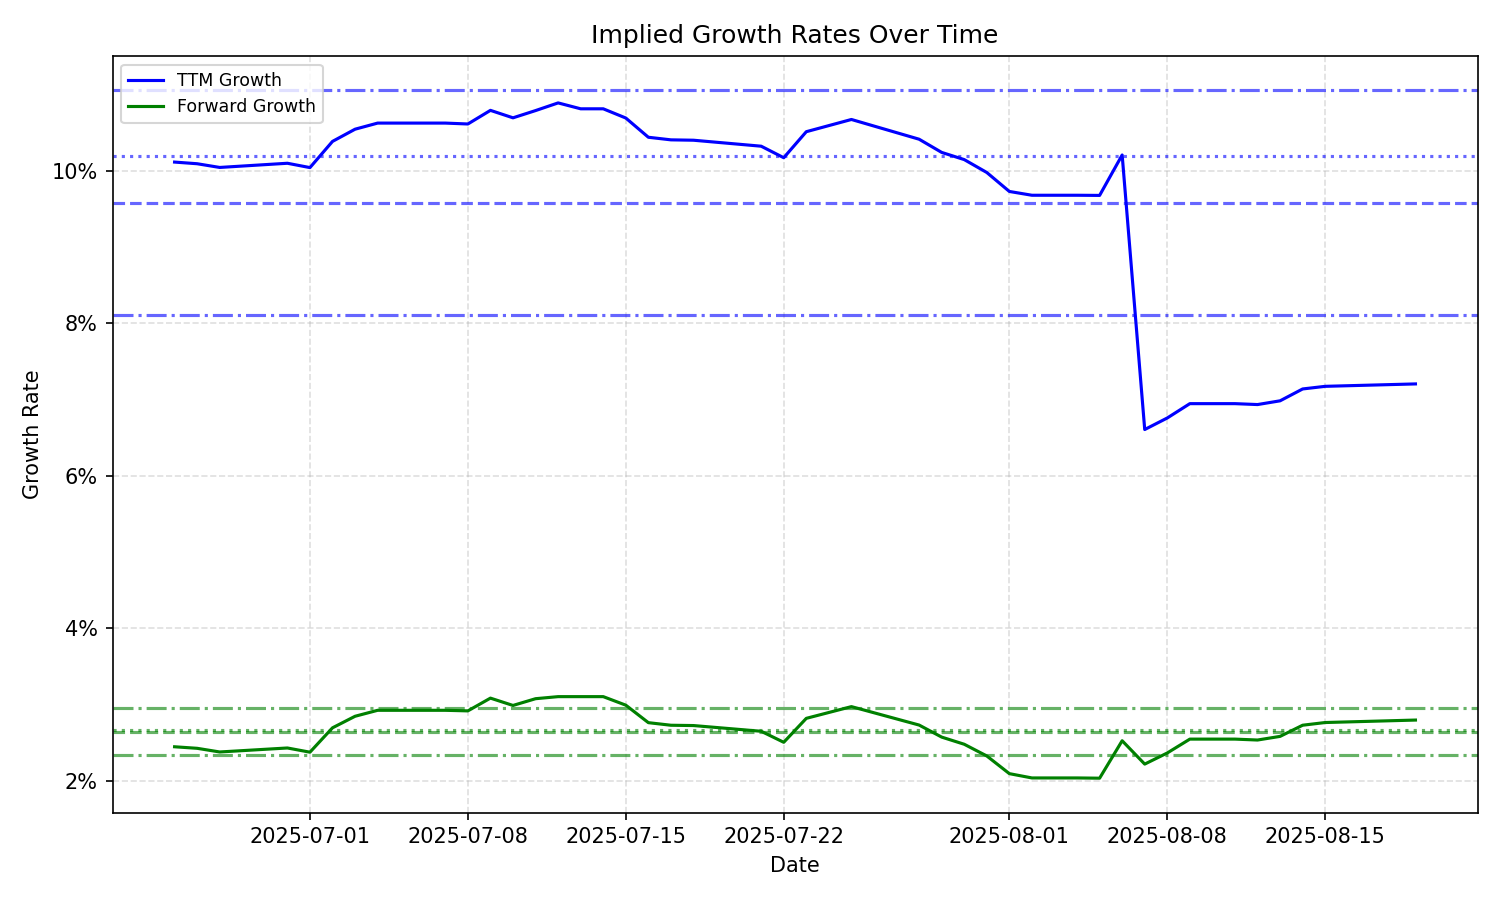 Implied Growth Rates Over Time
TTM Growth
Forward Growth
10%
8%
6%
4%
2%
Growth Rate
2025-07-01 2025-07-08 2025-07-15 2025-07-22 2025-08-01 2025-08-08 2025-08-15
Date